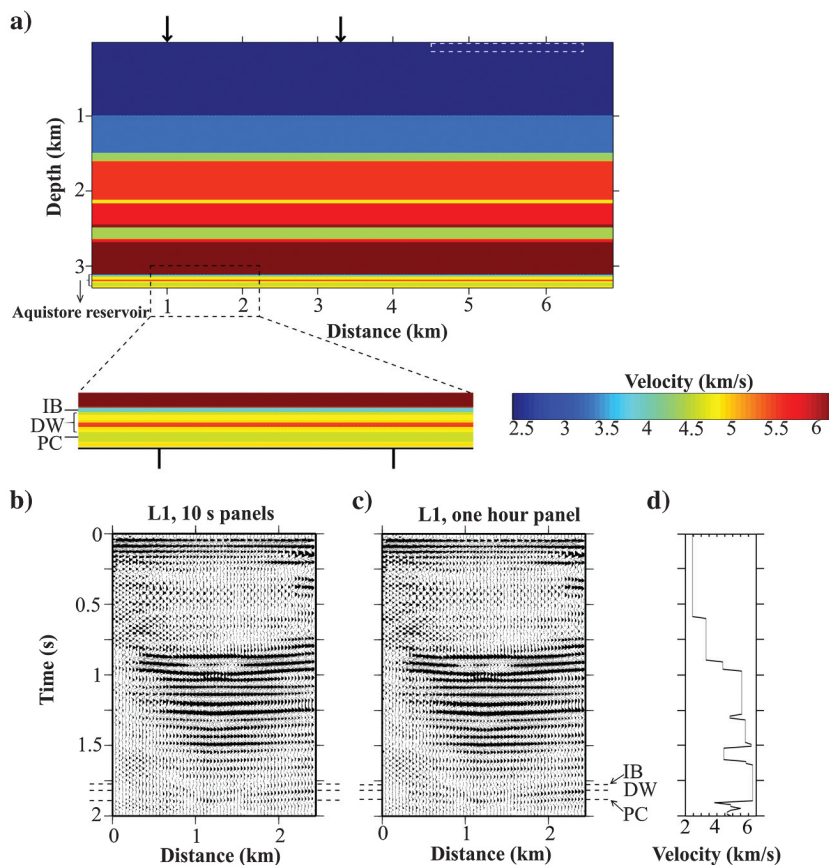 a)
Depth (km)
1
2
3
1 2 3 4 5 6
Distance (km)
Aquistore reservoir
IB
DW
PC
Velocity (km/s)
2.5 3 3.5 4 4.5 5 5.5 6
b)
L1, 10 s panels
c)
L1, one hour panel
d)
Time (s)
0
0.5
1
1.5
2
0 1 2
Distance (km)
0 1 2
Distance (km)
IB
DW
PC
2 4 6
Velocity (km/s)